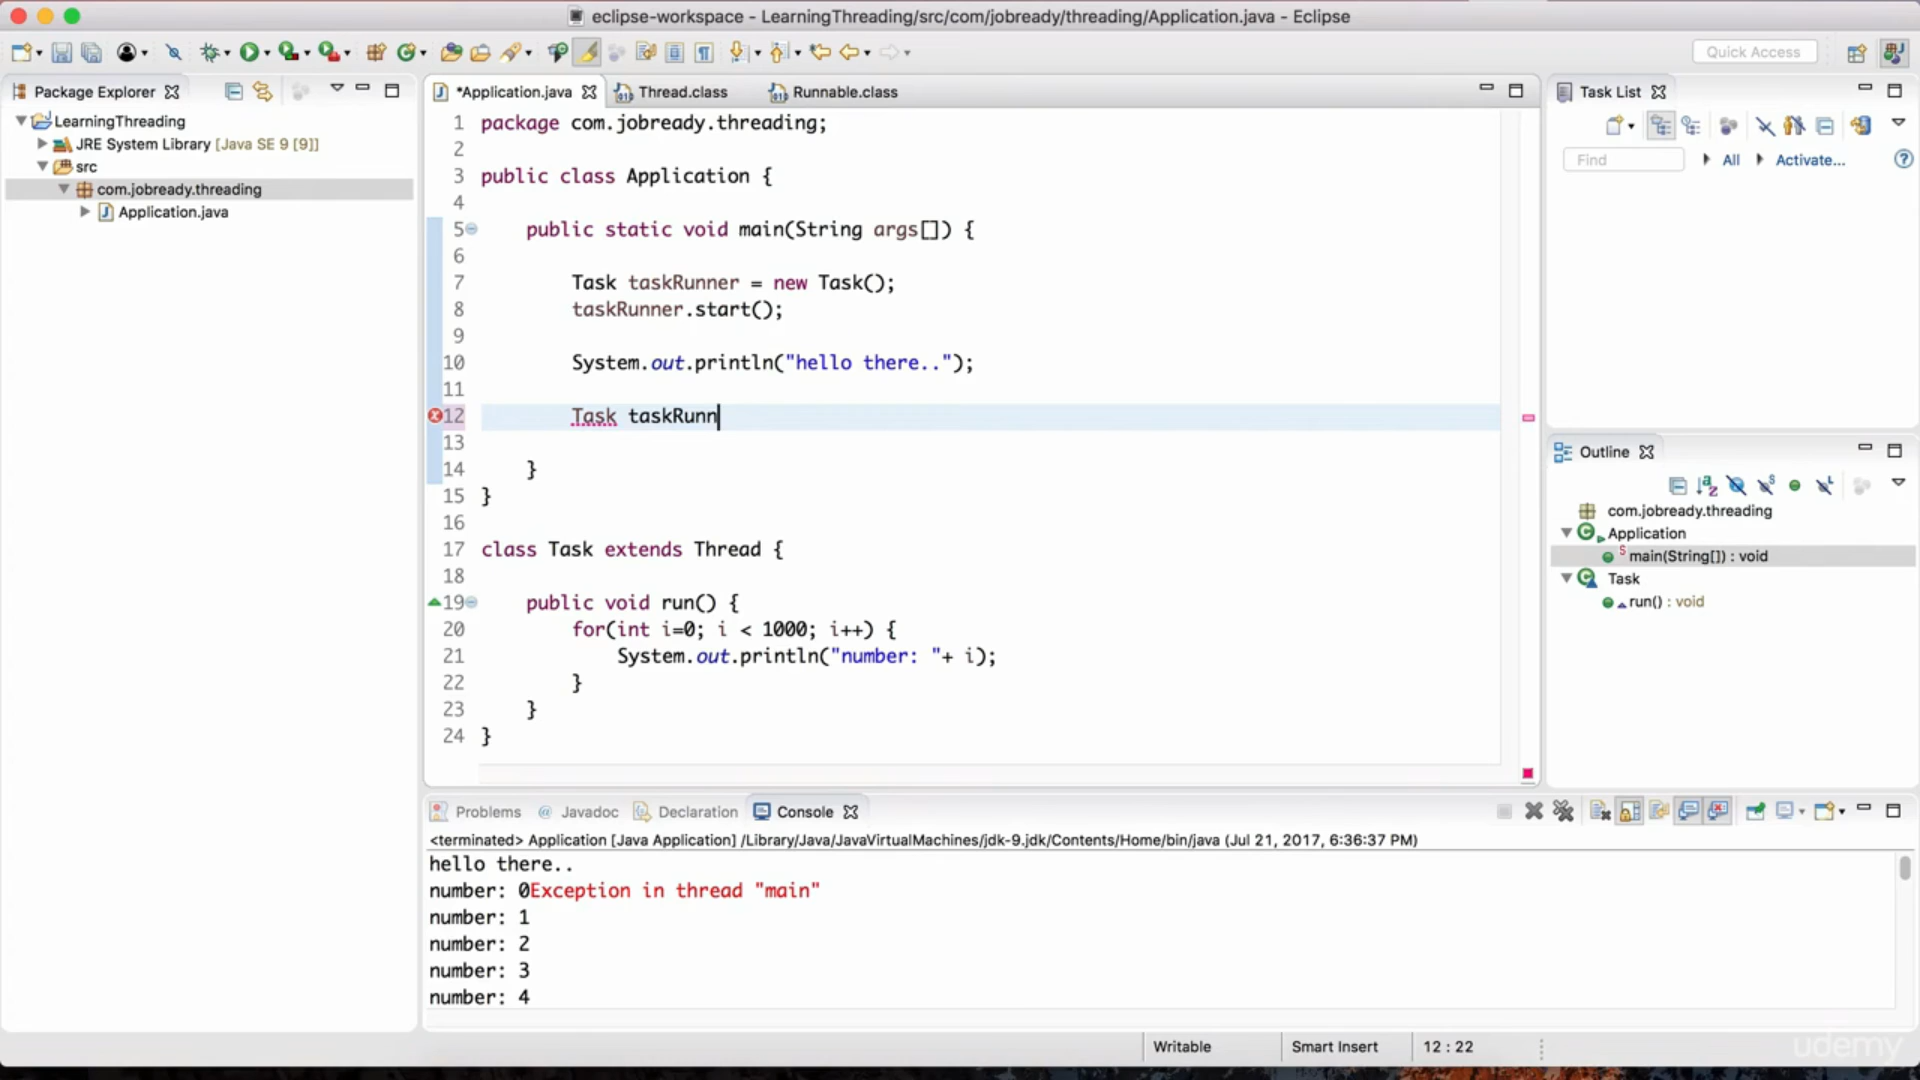 eclipse-workspace - LearningThreading/src/com/jobready/threading/Application.java - Eclipse
Quick Access
Package Explorer
LearningThreading
JRE System Library [Java SE 9 [9]]
src
com.jobready.threading
Application.java
*Application.java
Thread.class
Runnable.class
1 package com.jobready.threading;
2
3 public class Application {
4
5 public static void main(String args[]) {
6
7 Task taskRunner = new Task();
8 taskRunner.start();
9
10 System.out.println("hello there..");
11
12 Task taskRunn
13
14 }
15 }
16
17 class Task extends Thread {
18
19 public void run() {
20 for(int i=0; i < 1000; i++) {
21 System.out.println("number: "+ i);
22 }
23 }
24 }
Task List
Find
All
Activate...
Outline
com.jobready.threading
Application
main(String[]) : void
Task
run() : void
Problems
Javadoc
Declaration
Console
<terminated> Application [Java Application] /Library/Java/JavaVirtualMachines/jdk-9.jdk/Contents/Home/bin/java (Jul 21, 2017, 6:36:37 PM)
hello there..
number: 0Exception in thread "main"
number: 1
number: 2
number: 3
number: 4
Writable
Smart Insert
12 : 22
udemy